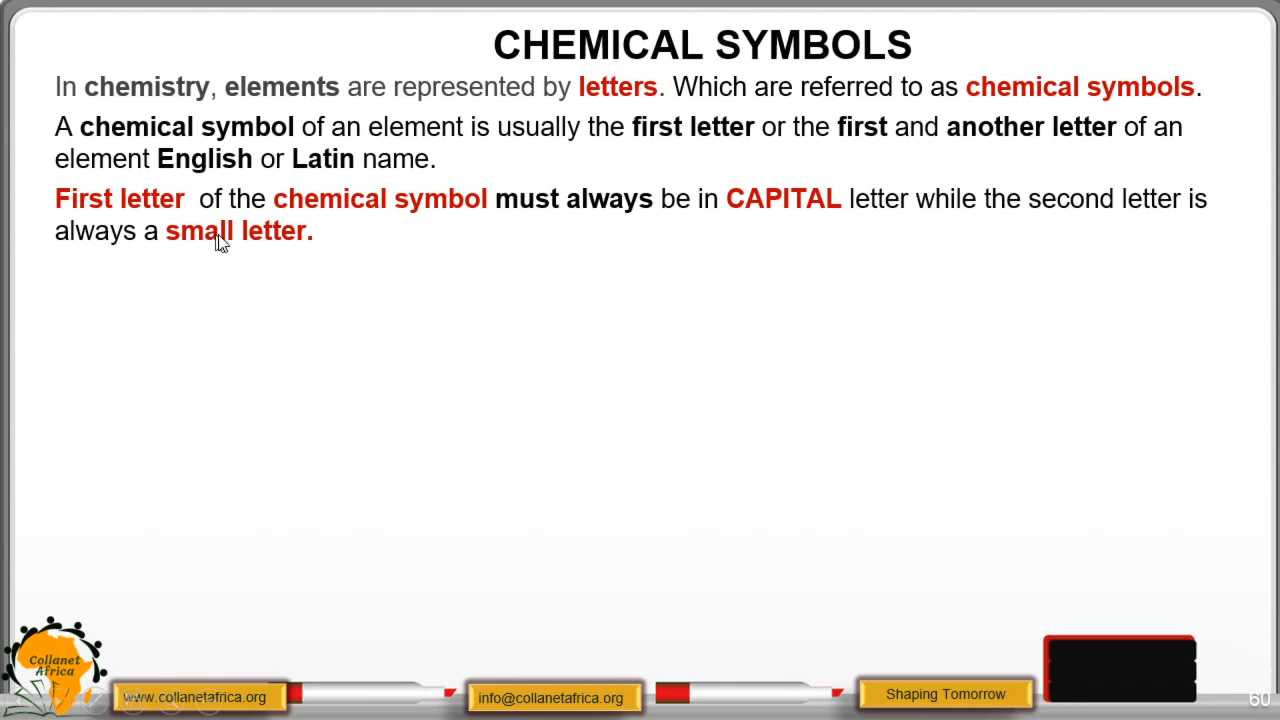 CHEMICAL SYMBOLS
In chemistry, elements are represented by letters. Which are referred to as chemical symbols.
A chemical symbol of an element is usually the first letter or the first and another letter of an
element English or Latin name.
First letter of the chemical symbol must always be in CAPITAL letter while the second letter is
always a small letter.
Collanet
Africa
www.collanetafrica.org
info@collanetafrica.org
Shaping Tomorrow
60